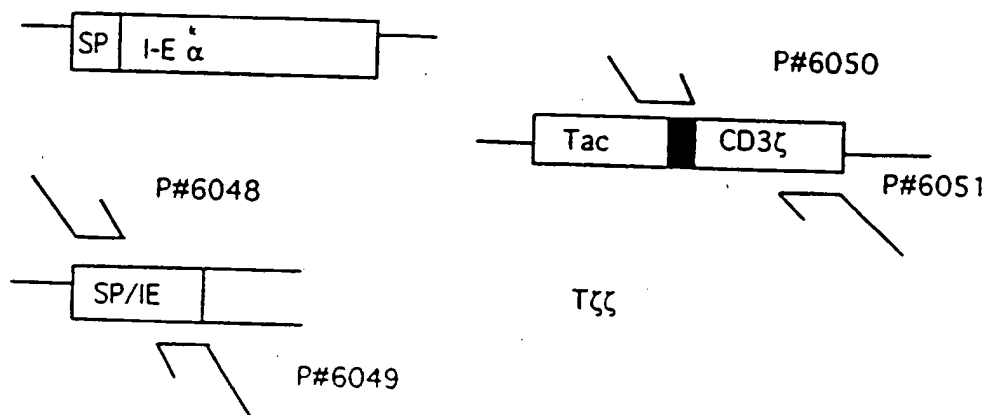 SP
I-E α k
P#6050
Tac
CD3ζ
P#6051
P#6048
SP/IE
Tζζ
P#6049